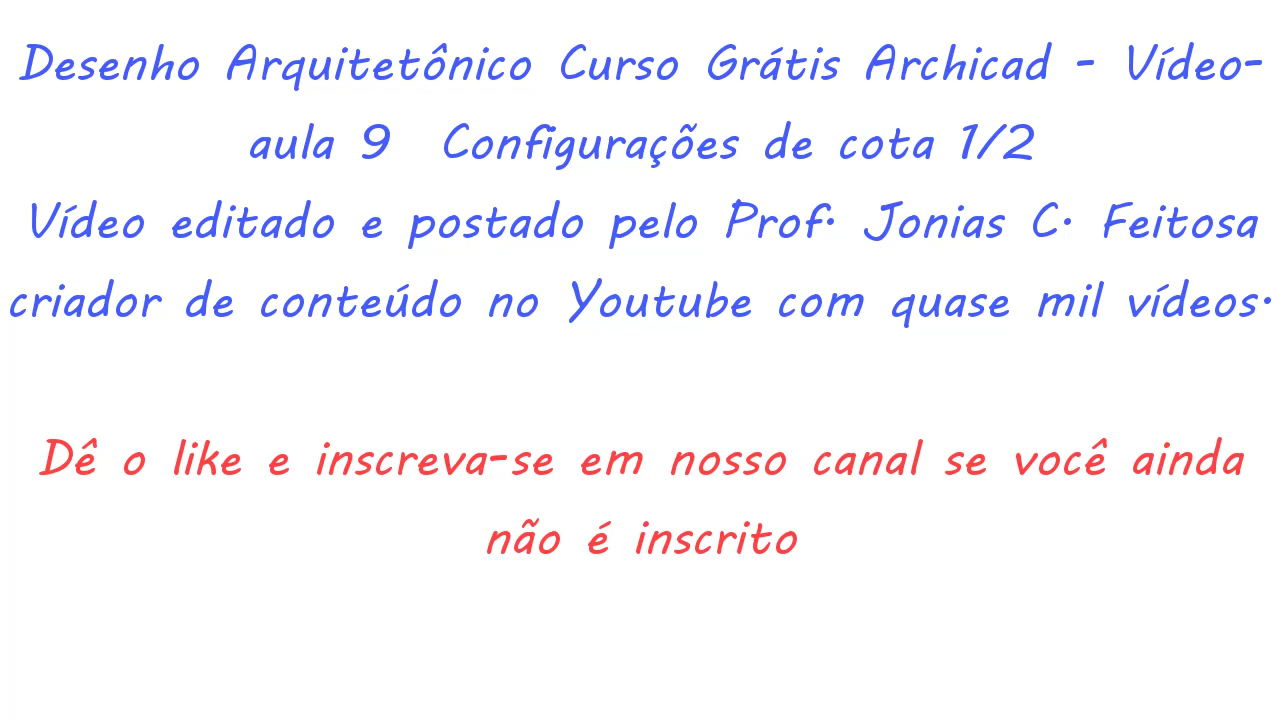 Desenho Arquitetônico Curso Grátis Archicad - Vídeo-
aula 9 Configurações de cota 1/2
Vídeo editado e postado pelo Prof. Jonias C. Feitosa
criador de conteúdo no Youtube com quase mil vídeos.
Dê o like e inscreva-se em nosso canal se você ainda
não é inscrito